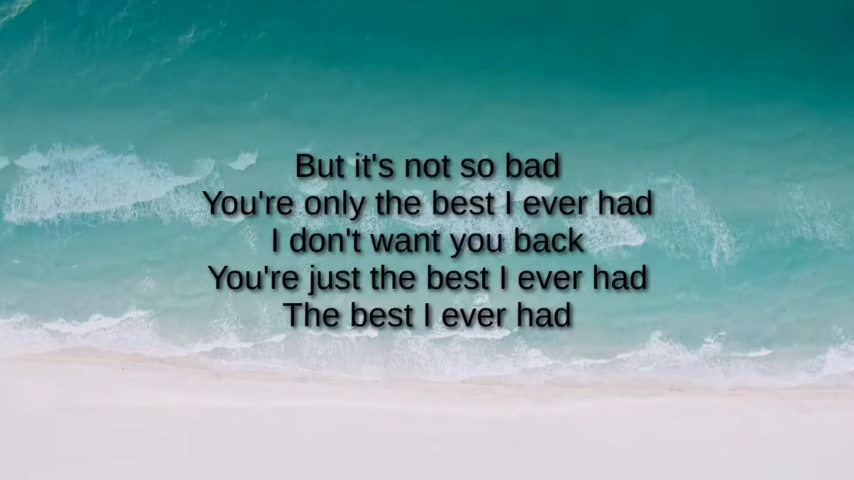 But it's not so bad
You're only the best I ever had
I don't want you back
You're just the best I ever had
The best I ever had